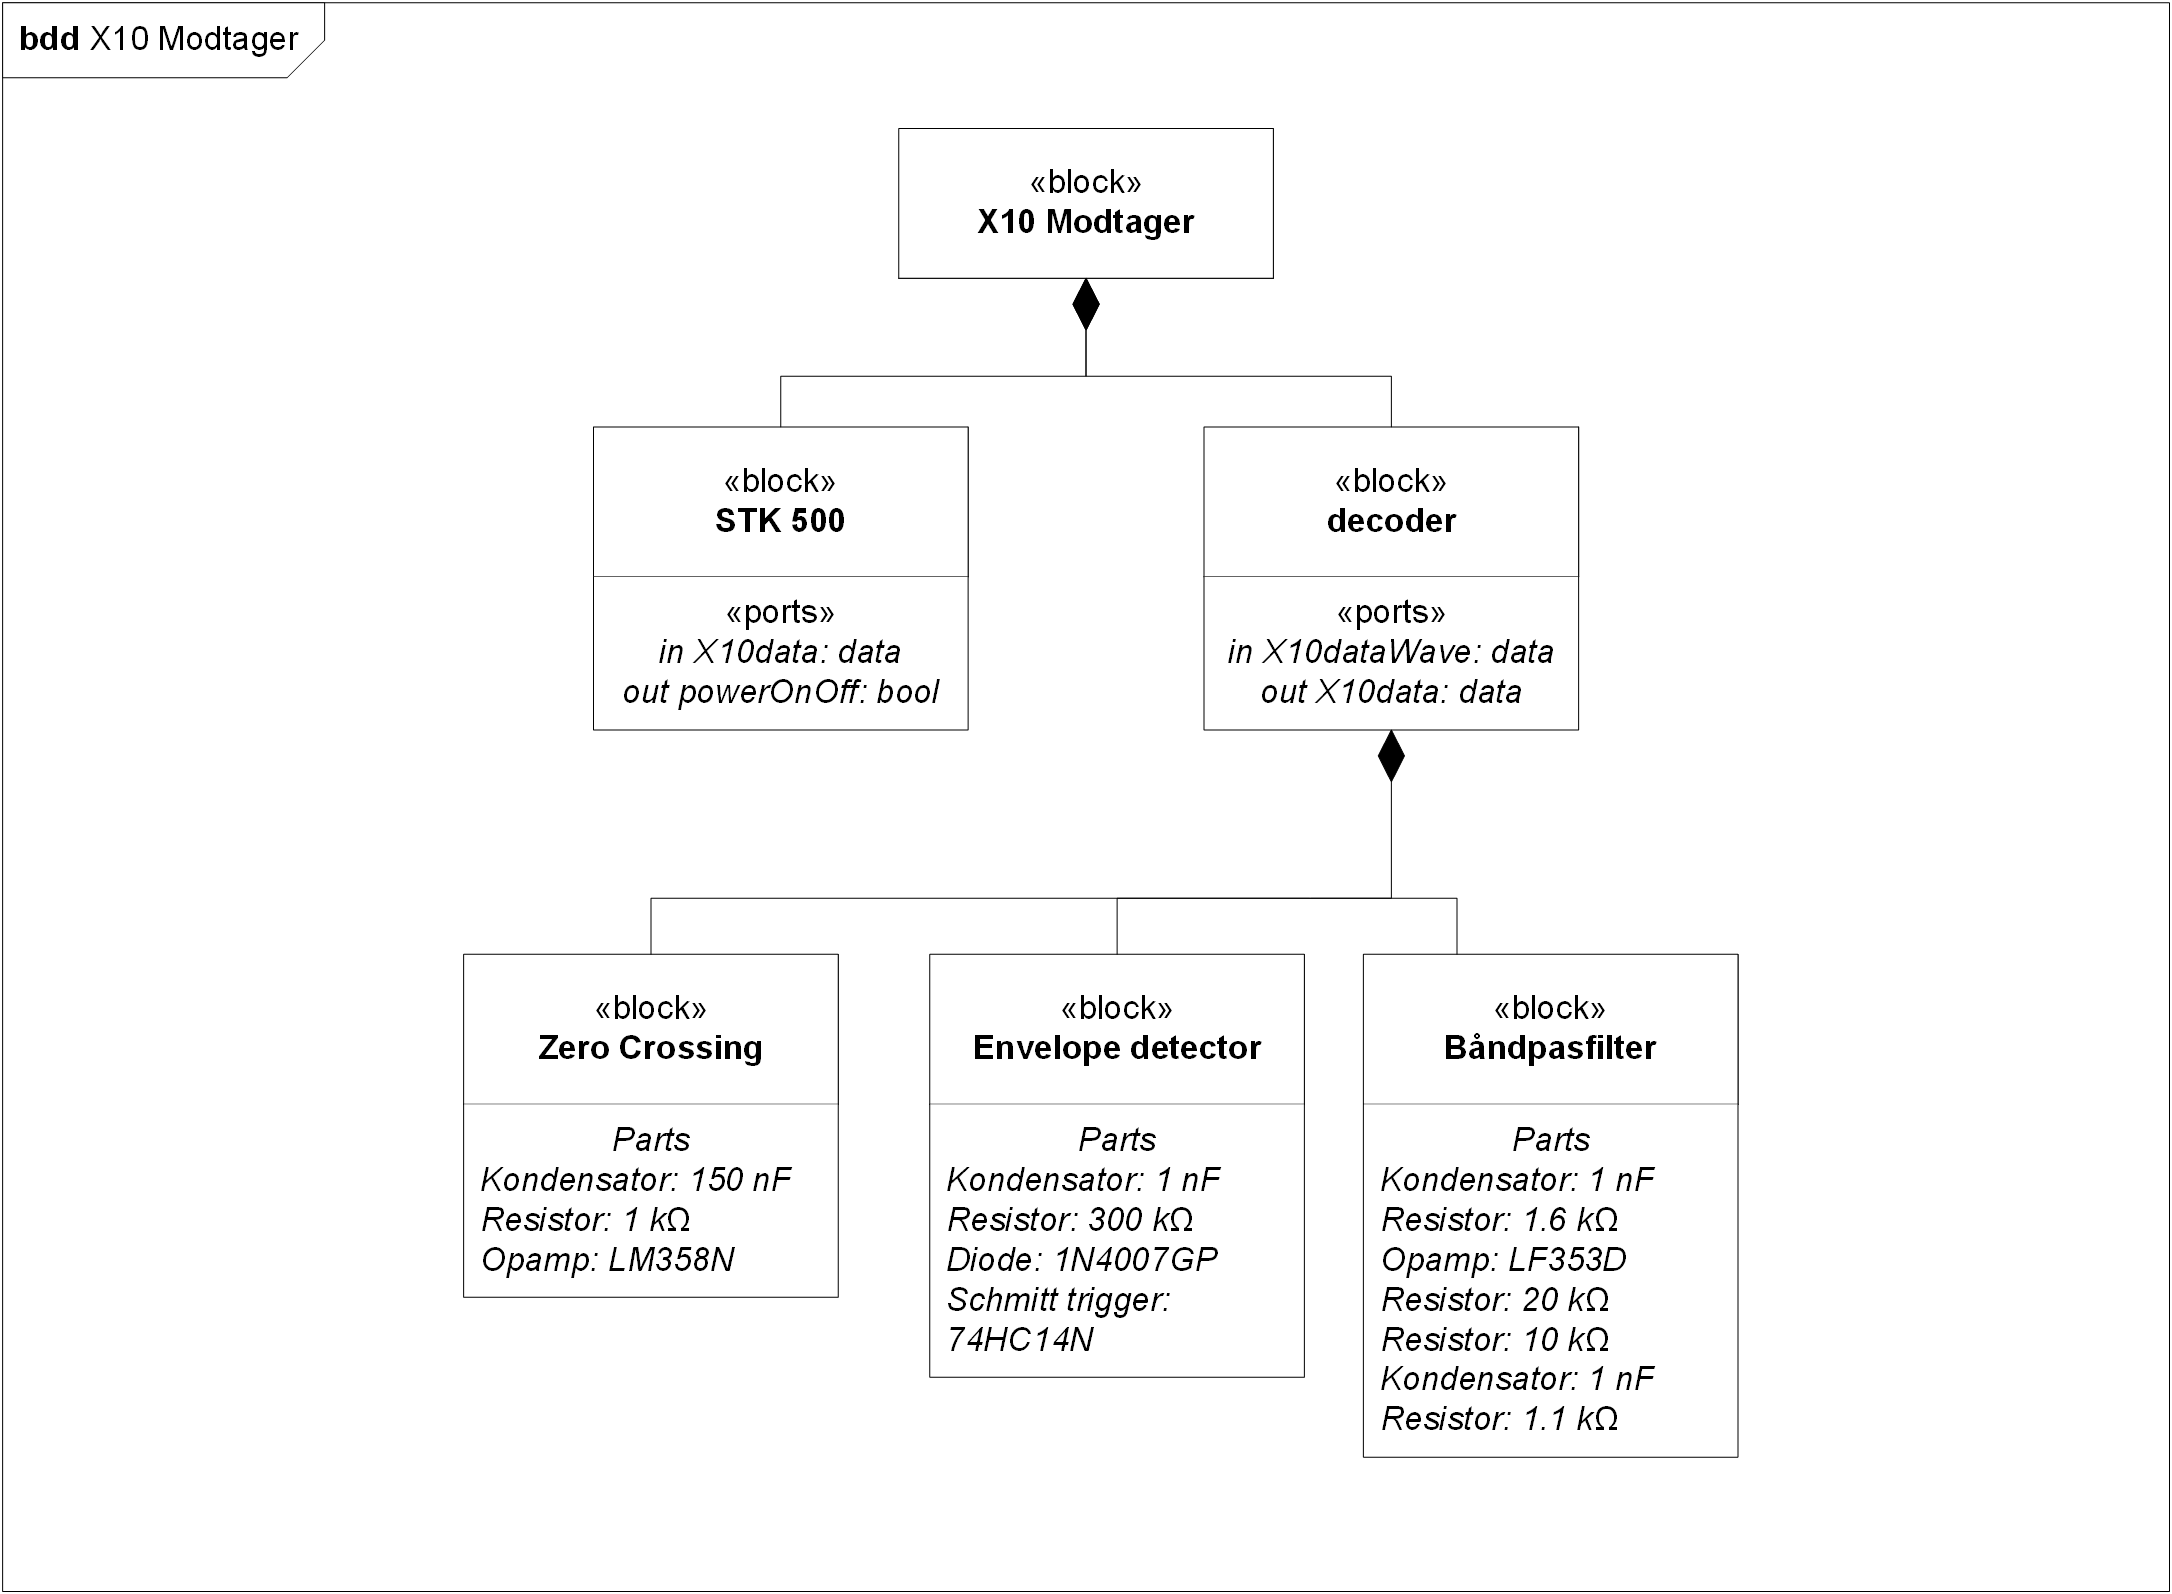 bdd X10 Modtager
«block»
X10 Modtager
«block»
STK 500
«ports»
in X10data: data
out powerOnOff: bool
«block»
decoder
«ports»
in X10dataWave: data
out X10data: data
«block»
Zero Crossing
Parts
Kondensator: 150 nF
Resistor: 1 kΩ
Opamp: LM358N
«block»
Envelope detector
Parts
Kondensator: 1 nF
Resistor: 300 kΩ
Diode: 1N4007GP
Schmitt trigger:
74HC14N
«block»
Båndpasfilter
Parts
Kondensator: 1 nF
Resistor: 1.6 kΩ
Opamp: LF353D
Resistor: 20 kΩ
Resistor: 10 kΩ
Kondensator: 1 nF
Resistor: 1.1 kΩ